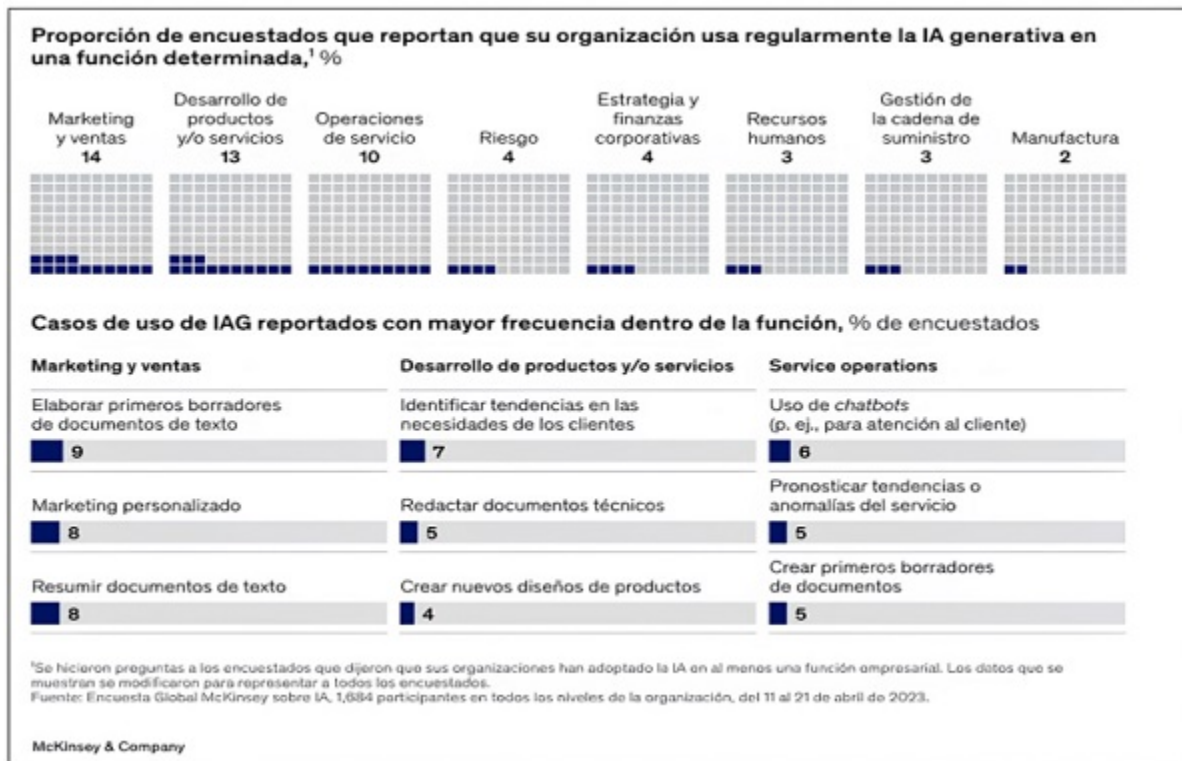 Proporción de encuestados que reportan que su organización usa regularmente la IA generativa en
una función determinada,¹ %
Marketing
y ventas
14
Desarrollo de
productos
y/o servicios
13
Operaciones
de servicio
10
Riesgo
4
Estrategia y
finanzas
corporativas
4
Recursos
humanos
3
Gestión de
la cadena de
suministro
3
Manufactura
2
Casos de uso de IAG reportados con mayor frecuencia dentro de la función, % de encuestados
Marketing y ventas
Elaborar primeros borradores
de documentos de texto
9
Marketing personalizado
8
Resumir documentos de texto
8
Desarrollo de productos y/o servicios
Identificar tendencias en las
necesidades de los clientes
7
Redactar documentos técnicos
5
Crear nuevos diseños de productos
4
Service operations
Uso de chatbots
(p. ej., para atención al cliente)
6
Pronosticar tendencias o
anomalías del servicio
5
Crear primeros borradores
de documentos
5
¹Se hicieron preguntas a los encuestados que dijeron que sus organizaciones han adoptado la IA en al menos una función empresarial. Los datos que se
muestran se modificaron para representar a todos los encuestados.
Fuente: Encuesta Global McKinsey sobre IA, 1,684 participantes en todos los niveles de la organización, del 11 al 21 de abril de 2023.
McKinsey & Company